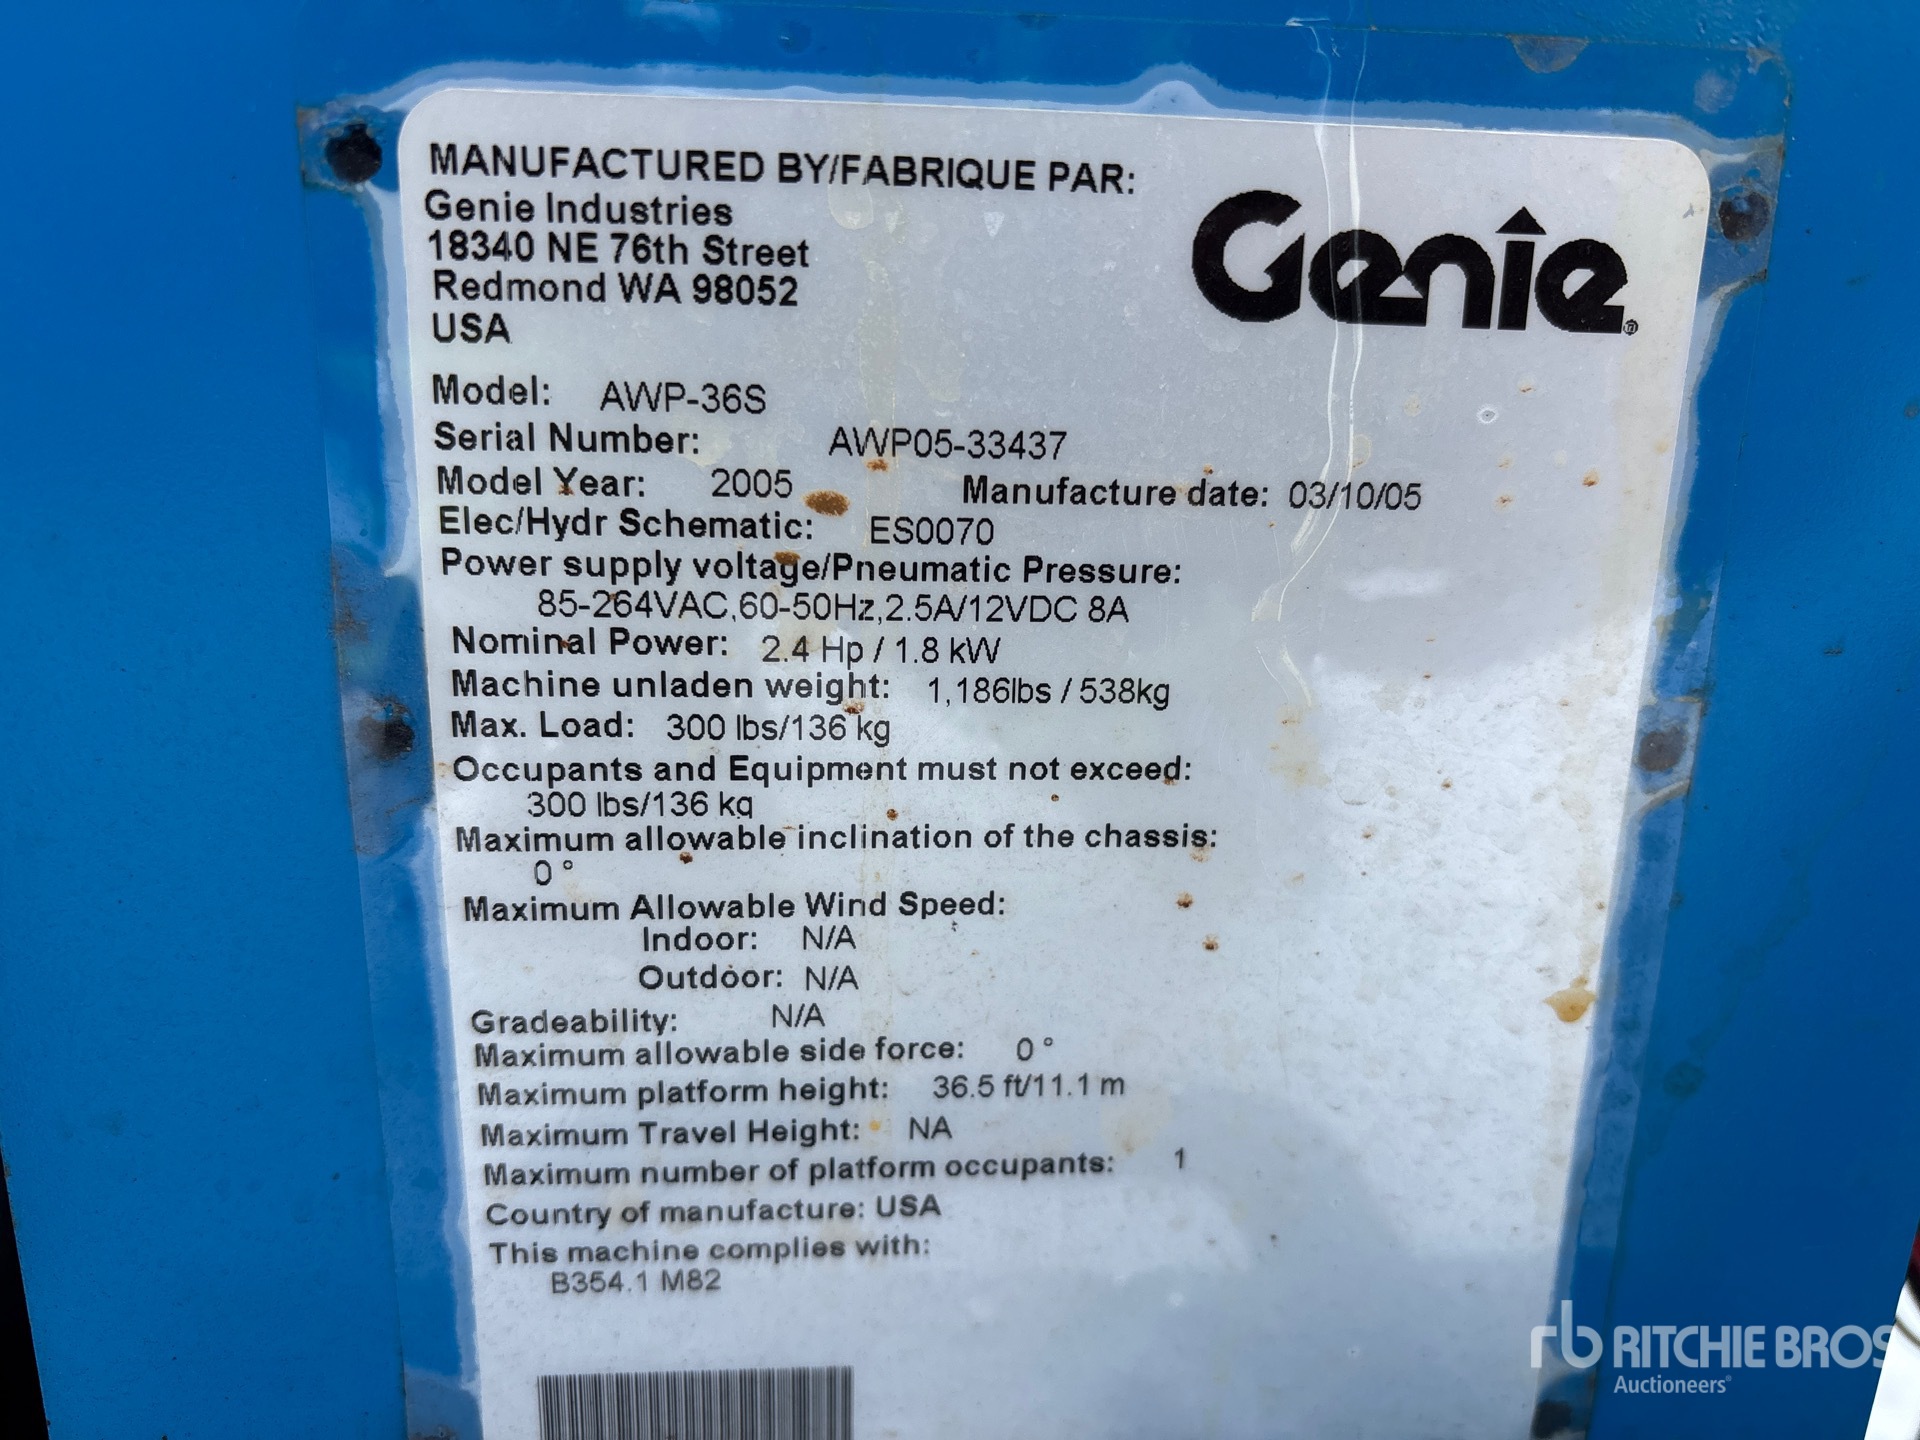 MANUFACTURED BY/FABRIQUE PAR:
Genie Industries
18340 NE 76th Street
Redmond WA 98052
USA
Genie
Model: AWP-36S
Serial Number: AWP05-33437
Model Year: 2005 Manufacture date: 03/10/05
Elec/Hydr Schematic: ES0070
Power supply voltage/Pneumatic Pressure:
85-264VAC,60-50Hz,2.5A/12VDC 8A
Nominal Power: 2.4 Hp / 1.8 kW
Machine unladen weight: 1,186lbs / 538kg
Max. Load: 300 lbs/136 kg
Occupants and Equipment must not exceed:
300 lbs/136 kg
Maximum allowable inclination of the chassis:
0 °
Maximum Allowable Wind Speed:
Indoor: N/A
Outdoor: N/A
Gradeability: N/A
Maximum allowable side force: 0 °
Maximum platform height: 36.5 ft/11.1 m
Maximum Travel Height: NA
Maximum number of platform occupants: 1
Country of manufacture: USA
This machine complies with:
B354.1 M82
rb RITCHIE BROS
Auctioneers®